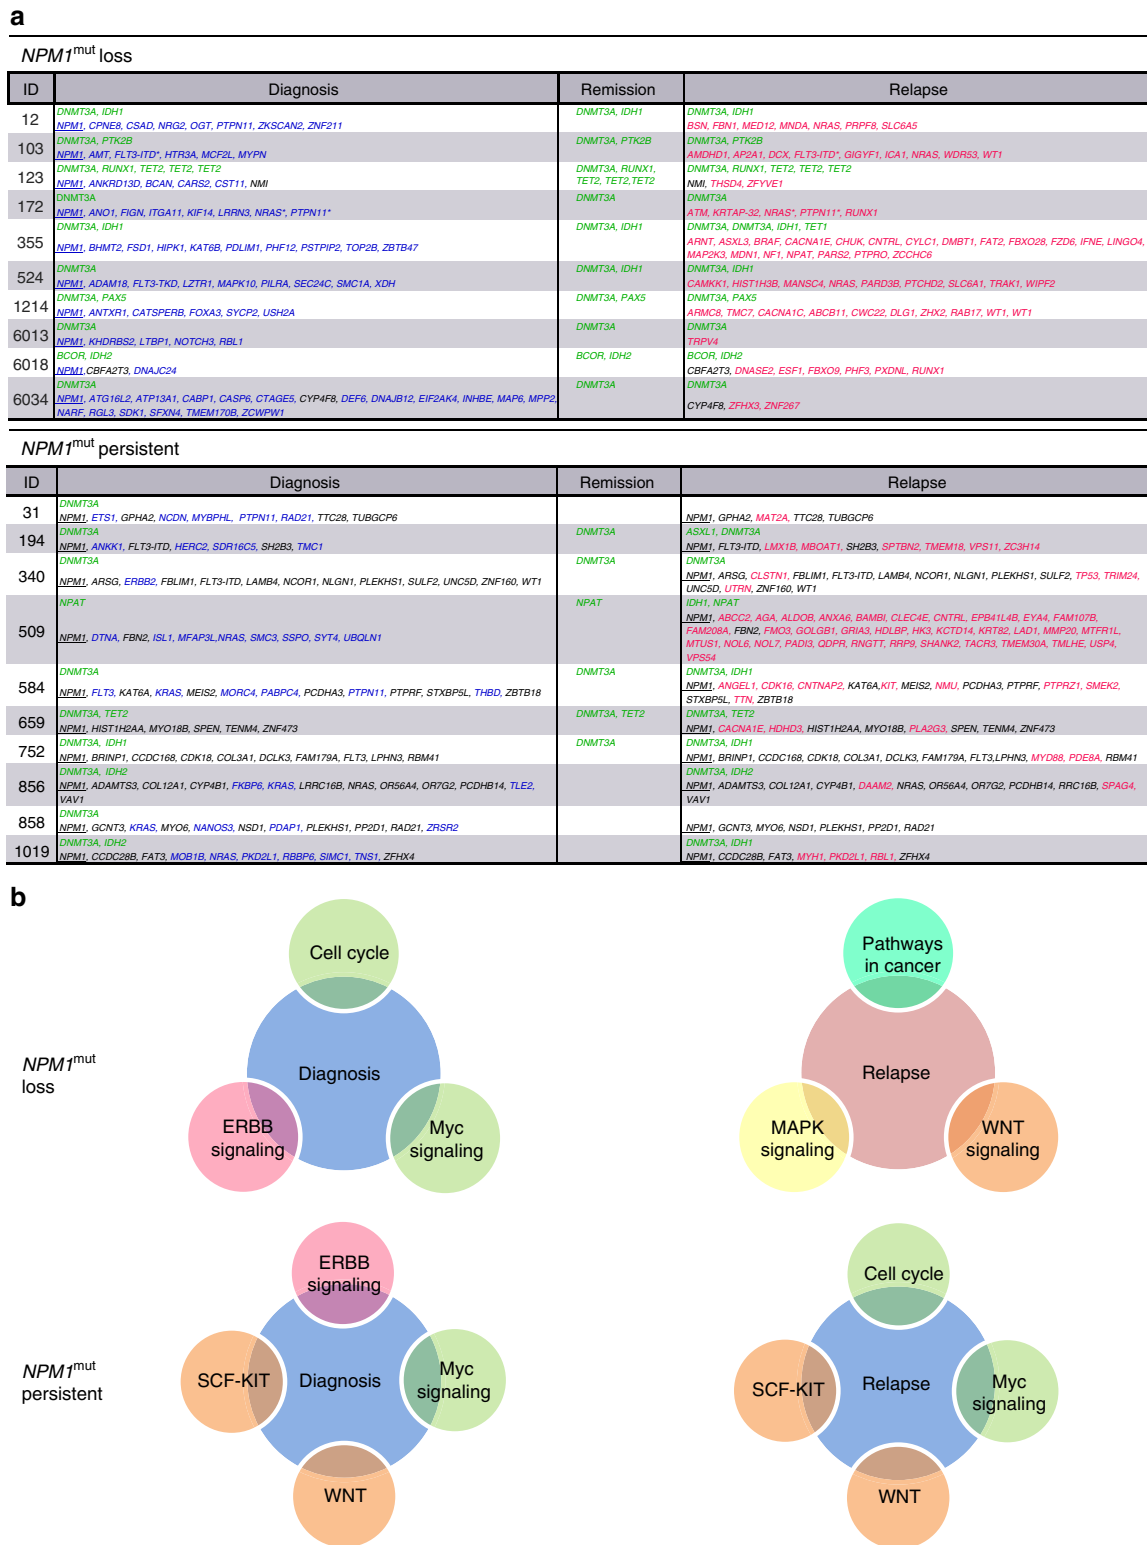 a
NPM1mut loss
ID Diagnosis Remission Relapse
12
DNMT3A, IDH1
NPM1, CPNE8, CSAD, NRG2, OGT, PTPN11, ZKSCAN2, ZNF211
DNMT3A, IDH1
DNMT3A, IDH1
BSN, FBN1, MED12, MNDA, NRAS, PRPF8, SLC6A5
103
DNMT3A, PTK2B
NPM1, AMT, FLT3-ITD*, HTR3A, MCF2L, MYPN
DNMT3A, PTK2B
DNMT3A, PTK2B
AMDHD1, AP2A1, DCX, FLT3-ITD*, GIGYF1, ICA1, NRAS, WDR53, WT1
123
DNMT3A, RUNX1, TET2, TET2, TET2
NPM1, ANKRD13D, BCAN, CARS2, CST11, NMI
DNMT3A, RUNX1,
TET2, TET2,TET2
DNMT3A, RUNX1, TET2, TET2, TET2
NMI, THSD4, ZFYVE1
172
DNMT3A
NPM1, ANO1, FIGN, ITGA11, KIF14, LRRN3, NRAS*, PTPN11*
DNMT3A
DNMT3A
ATM, KRTAP-32, NRAS*, PTPN11*, RUNX1
355
DNMT3A, IDH1
NPM1, BHMT2, FSD1, HIPK1, KAT6B, PDLIM1, PHF12, PSTPIP2, TOP2B, ZBTB47
DNMT3A, IDH1
DNMT3A, DNMT3A, IDH1, TET1
ARNT, ASXL3, BRAF, CACNA1E, CHUK, CNTRL, CYLC1, DMBT1, FAT2, FBXO28, FZD6, IFNE, LINGO4,
MAP2K3, MDN1, NF1, NPAT, PARS2, PTPRO, ZCCHC6
524
DNMT3A
NPM1, ADAM18, FLT3-TKD, LZTR1, MAPK10, PILRA, SEC24C, SMC1A, XDH
DNMT3A, IDH1
DNMT3A, IDH1
CAMKK1, HIST1H3B, MANSC4, NRAS, PARD3B, PTCHD2, SLC6A1, TRAK1, WIPF2
1214
DNMT3A, PAX5
NPM1, ANTXR1, CATSPERB, FOXA3, SYCP2, USH2A
DNMT3A, PAX5
DNMT3A, PAX5
ARMC8, TMC7, CACNA1C, ABCB11, CWC22, DLG1, ZHX2, RAB17, WT1, WT1
6013
DNMT3A
NPM1, KHDRBS2, LTBP1, NOTCH3, RBL1
DNMT3A
DNMT3A
TRPV4
6018
BCOR, IDH2
NPM1,CBFA2T3, DNAJC24
BCOR, IDH2
BCOR, IDH2
CBFA2T3, DNASE2, ESF1, FBXO9, PHF3, PXDNL, RUNX1
6034
DNMT3A
NPM1, ATG16L2, ATP13A1, CABP1, CASP6, CTAGE5, CYP4F8, DEF6, DNAJB12, EIF2AK4, INHBE, MAP6, MPP2,
NARF, RGL3, SDK1, SFXN4, TMEM170B, ZCWPW1
DNMT3A
DNMT3A
CYP4F8, ZFHX3, ZNF267
NPM1mut persistent
ID Diagnosis Remission Relapse
31
DNMT3A
NPM1, ETS1, GPHA2, NCDN, MYBPHL, PTPN11, RAD21, TTC28, TUBGCP6
NPM1, GPHA2, MAT2A, TTC28, TUBGCP6
194
DNMT3A
NPM1, ANKK1, FLT3-ITD, HERC2, SDR16C5, SH2B3, TMC1
DNMT3A
ASXL1, DNMT3A
NPM1, FLT3-ITD, LMX1B, MBOAT1, SH2B3, SPTBN2, TMEM18, VPS11, ZC3H14
340
DNMT3A
NPM1, ARSG, ERBB2, FBLIM1, FLT3-ITD, LAMB4, NCOR1, NLGN1, PLEKHS1, SULF2, UNC5D, ZNF160, WT1
DNMT3A
DNMT3A
NPM1, ARSG, CLSTN1, FBLIM1, FLT3-ITD, LAMB4, NCOR1, NLGN1, PLEKHS1, SULF2, TP53, TRIM24,
UNC5D, UTRN, ZNF160, WT1
509
NPAT
NPM1, DTNA, FBN2, ISL1, MFAP3L,NRAS, SMC3, SSPO, SYT4, UBQLN1
NPAT
IDH1, NPAT
NPM1, ABCC2, AGA, ALDOB, ANXA6, BAMBI, CLEC4E, CNTRL, EPB41L4B, EYA4, FAM107B,
FAM208A, FBN2, FMO3, GOLGB1, GRIA3, HDLBP, HK3, KCTD14, KRT82, LAD1, MMP20, MTFR1L,
MTUS1, NOL6, NOL7, PADI3, QDPR, RNGTT, RRP9, SHANK2, TACR3, TMEM30A, TMLHE, USP4,
VPS54
584
DNMT3A
NPM1, FLT3, KAT6A, KRAS, MEIS2, MORC4, PABPC4, PCDHA3, PTPN11, PTPRF, STXBP5L, THBD, ZBTB18
DNMT3A
DNMT3A, IDH1
NPM1, ANGEL1, CDK16, CNTNAP2, KAT6A,KIT, MEIS2, NMU, PCDHA3, PTPRF, PTPRZ1, SMEK2,
STXBP5L, TTN, ZBTB18
659
DNMT3A, TET2
NPM1, HIST1H2AA, MYO18B, SPEN, TENM4, ZNF473
DNMT3A, TET2
DNMT3A, TET2
NPM1, CACNA1E, HDHD3, HIST1H2AA, MYO18B, PLA2G3, SPEN, TENM4, ZNF473
752
DNMT3A, IDH1
NPM1, BRINP1, CCDC168, CDK18, COL3A1, DCLK3, FAM179A, FLT3, LPHN3, RBM41
DNMT3A
DNMT3A, IDH1
NPM1, BRINP1, CCDC168, CDK18, COL3A1, DCLK3, FAM179A, FLT3,LPHN3, MYD88, PDE8A, RBM41
856
DNMT3A, IDH2
NPM1, ADAMTS3, COL12A1, CYP4B1, FKBP6, KRAS, LRRC16B, NRAS, OR56A4, OR7G2, PCDHB14, TLE2,
VAV1
DNMT3A, IDH2
NPM1, ADAMTS3, COL12A1, CYP4B1, DAAM2, NRAS, OR56A4, OR7G2, PCDHB14, RRC16B, SPAG4,
VAV1
858
DNMT3A
NPM1, GCNT3, KRAS, MYO6, NANOS3, NSD1, PDAP1, PLEKHS1, PP2D1, RAD21, ZRSR2
NPM1, GCNT3, MYO6, NSD1, PLEKHS1, PP2D1, RAD21
1019
DNMT3A, IDH2
NPM1, CCDC28B, FAT3, MOB1B, NRAS, PKD2L1, RBBP6, SIMC1, TNS1, ZFHX4
DNMT3A, IDH1
NPM1, CCDC28B, FAT3, MYH1, PKD2L1, RBL1, ZFHX4
b
NPM1mut
loss
Cell cycle
Diagnosis
ERBB
signaling
Myc
signaling
Pathways
in cancer
Relapse
MAPK
signaling
WNT
signaling
NPM1mut
persistent
ERBB
signaling
SCF-KIT
Diagnosis
Myc
signaling
WNT
Cell cycle
SCF-KIT
Relapse
Myc
signaling
WNT